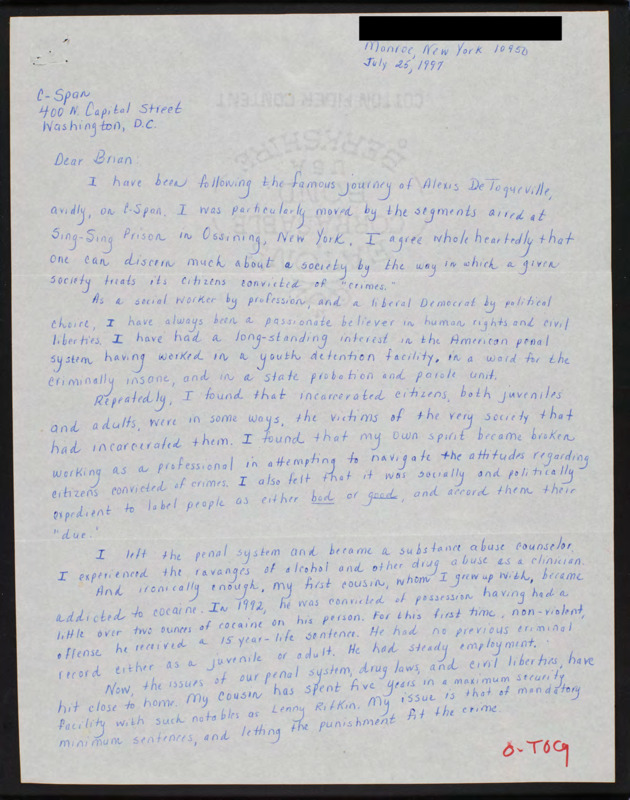 Monroe, New York 10950
July 25, 1997
C-Span
400 N. Capitol Street
Washington, D.C.
COTTON FIBER CONTENT
BERKSHIRE
USA
Dear Brian:
I have been following the famous journey of Alexis DeToqueville,
avidly, on C-Span. I was particularly moved by the segments aired at
Sing-Sing Prison in Ossining, New York. I agree wholeheartedly that
one can discern much about a society by the way in which a given
society treats its citizens convicted of "crimes."
As a social worker by profession, and a liberal Democrat by political
choice, I have always been a passionate believer in human rights and civil
liberties. I have had a long-standing interest in the American penal
system having worked in a youth detention facility, in a word for the
criminally insane, and in a state probation and parole unit.
Repeatedly, I found that incarcerated citizens, both juveniles
and adults, were in some ways, the victims of the very society that
had incarcerated them. I found that my own spirit became broken
working as a professional in attempting to navigate the attitudes regarding
citizens convicted of crimes. I also felt that it was socially and politically
expedient to label people as either bad or good, and accord them their
"due."
I left the penal system and became a substance abuse counselor.
I experienced the ravanges of alcohol and other drug abuse as a clinician.
And ironically enough, my first cousin, whom I grew up with, became
addicted to cocaine. In 1992, he was convicted of possession having had a
little over two ounces of cocaine on his person. For this first time, non-violent,
offense he received a 15 year-life sentence. He had no previous criminal
record either as a juvenile or adult. He had steady employment.
Now, the issues of our penal system, drug laws, and civil liberties, have
hit close to home. My cousin has spent five years in a maximum security
facility with such notables as Lenny Rifkin. My issue is that of mandatory
minimum sentences, and letting the punishment fit the crime.
O-TOCQ